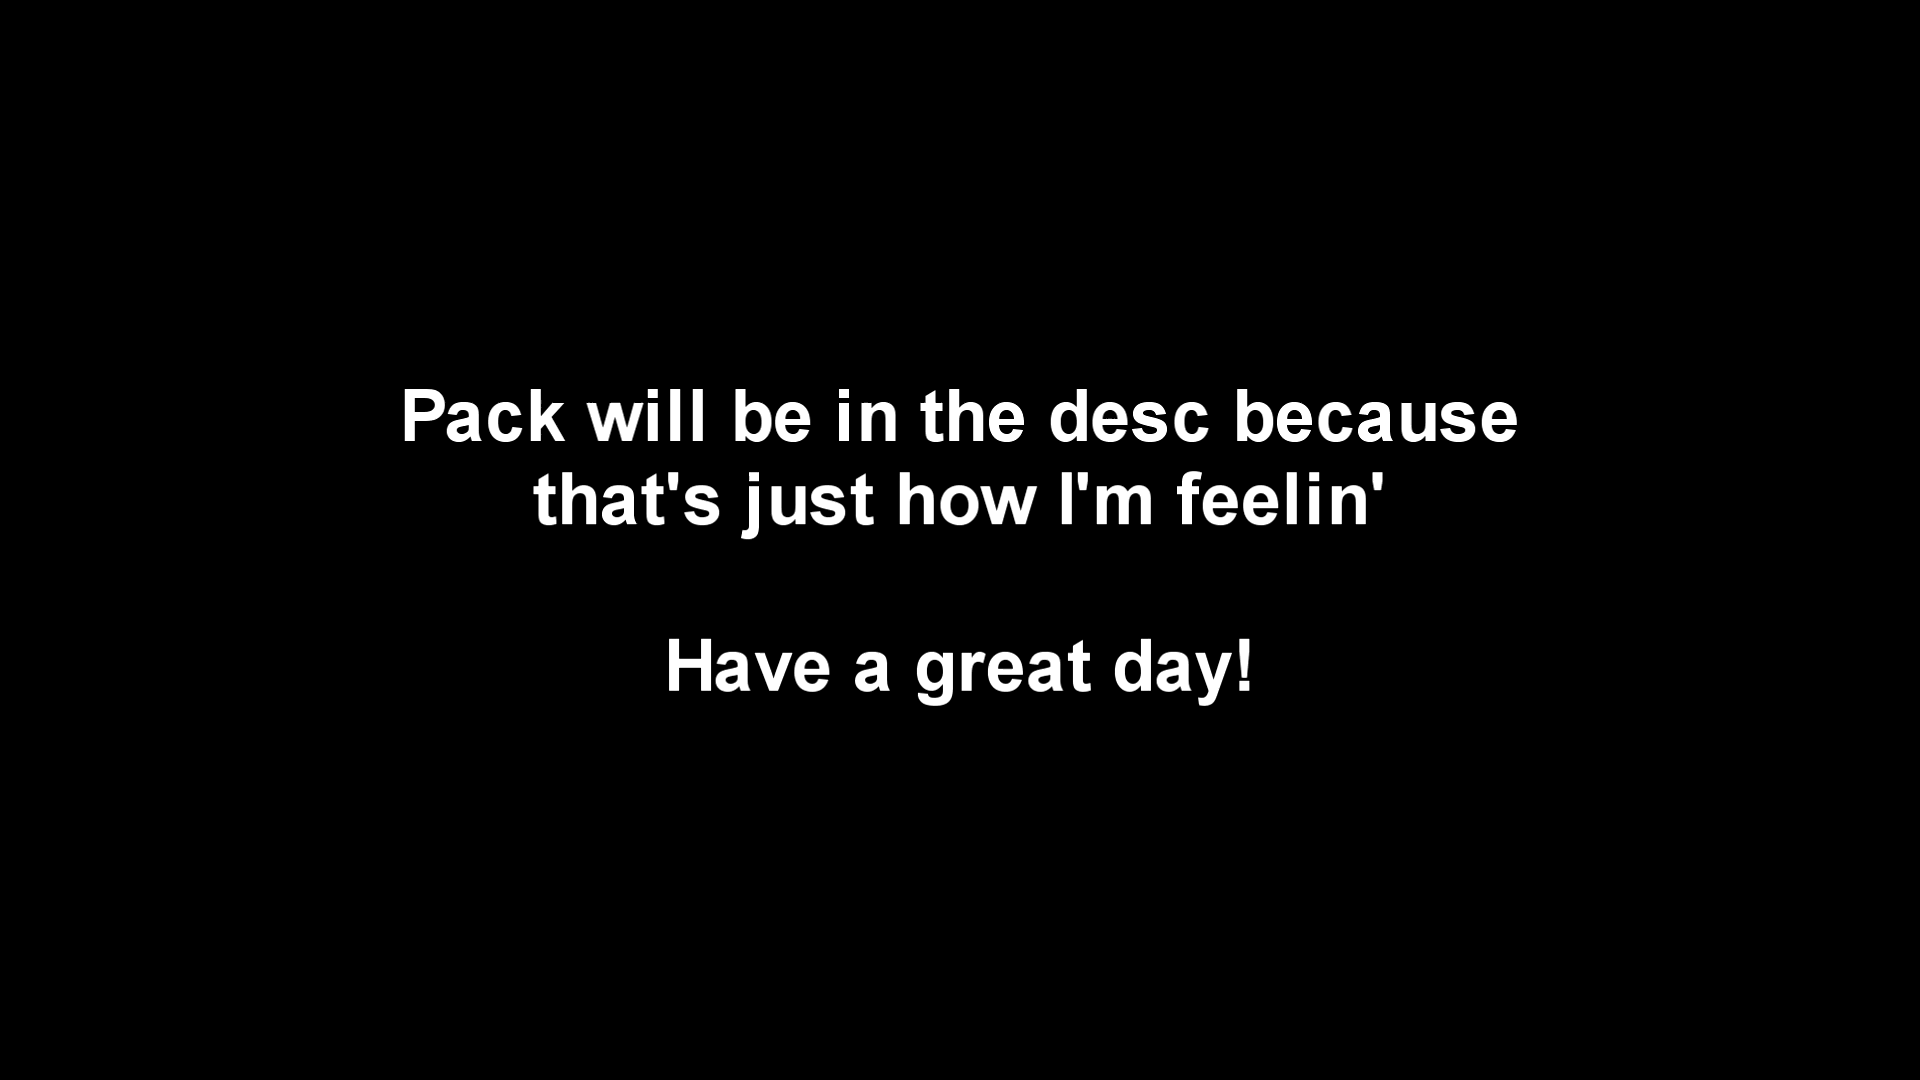 Pack will be in the desc because
that's just how I'm feelin'
Have a great day!